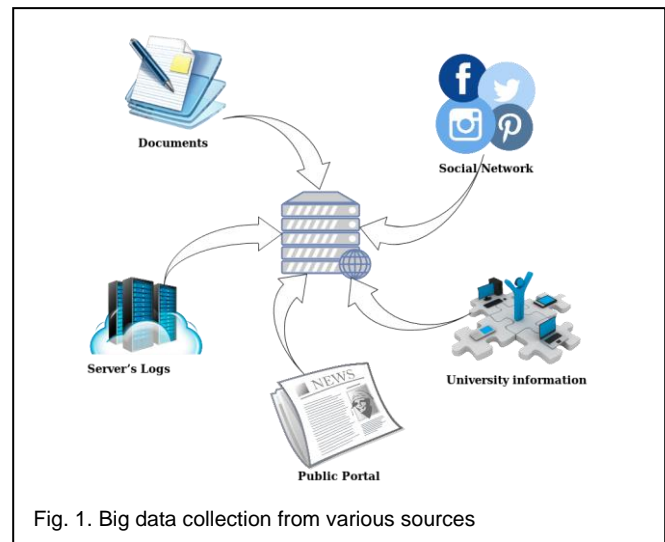 Documents
Social Network
Server's Logs
University information
NEWS
Public Portal
Fig. 1. Big data collection from various sources